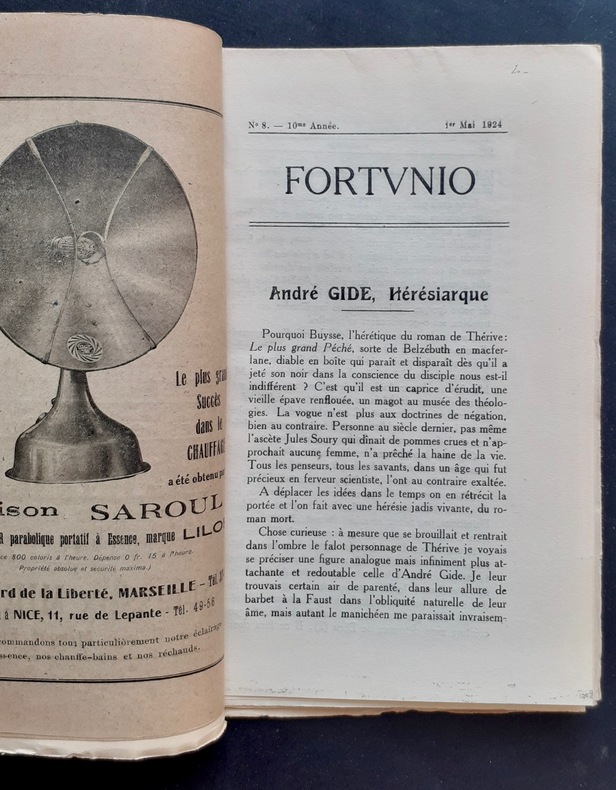 Le plus
Succès
dans le
CHAUFFAG
a été obtenu
SAROUL
parabolique portatif à Essence, marque LILO
800 calories à l'heure. Dépense 0 fr. 15 à l'heure.
Propriété absolue et sécurité maxima.)
rd de la Liberté, MARSEILLE -
à NICE, 11, rue de Lepante - Tél. 49-56
commandons tout particulièrement notre éclairage
ssence, nos chauffe-bains et nos réchauds.
Nº 8. — 10me Année. 1er Mai 1924
FORTVNIO
André GIDE, Hérésiarque
Pourquoi Buysse, l'hérétique du roman de Thérive:
Le plus grand Péché, sorte de Belzébuth en macfer-
lane, diable en boîte qui paraît et disparaît dès qu'il a
jeté son noir dans la conscience du disciple nous est-il
indifférent ? C'est qu'il est un caprice d'érudit, une
vieille épave renflouée, un magot au musée des théolo-
gies. La vogue n'est plus aux doctrines de négation,
bien au contraire. Personne au siècle dernier, pas même
l'ascète Jules Soury qui dînait de pommes crues et n'ap-
prochait aucune femme, n'a prêché la haine de la vie.
Tous les penseurs, tous les savants, dans un âge qui fut
précieux en ferveur scientiste, l'ont au contraire exaltée.
A déplacer les idées dans le temps on en rétrécit la
portée et l'on fait avec une hérésie jadis vivante, du ro-
man mort.
Chose curieuse : à mesure que se brouillait et rentrait
dans l'ombre le falot personnage de Thérive je voyais
se préciser une figure analogue mais infiniment plus at-
tachante et redoutable celle d'André Gide. Je leur
trouvais certain air de parenté, dans leur allure de
barbet à la Faust dans l'obliquité naturelle de leur
âme, mais autant le manichéen me paraissait invraisem-